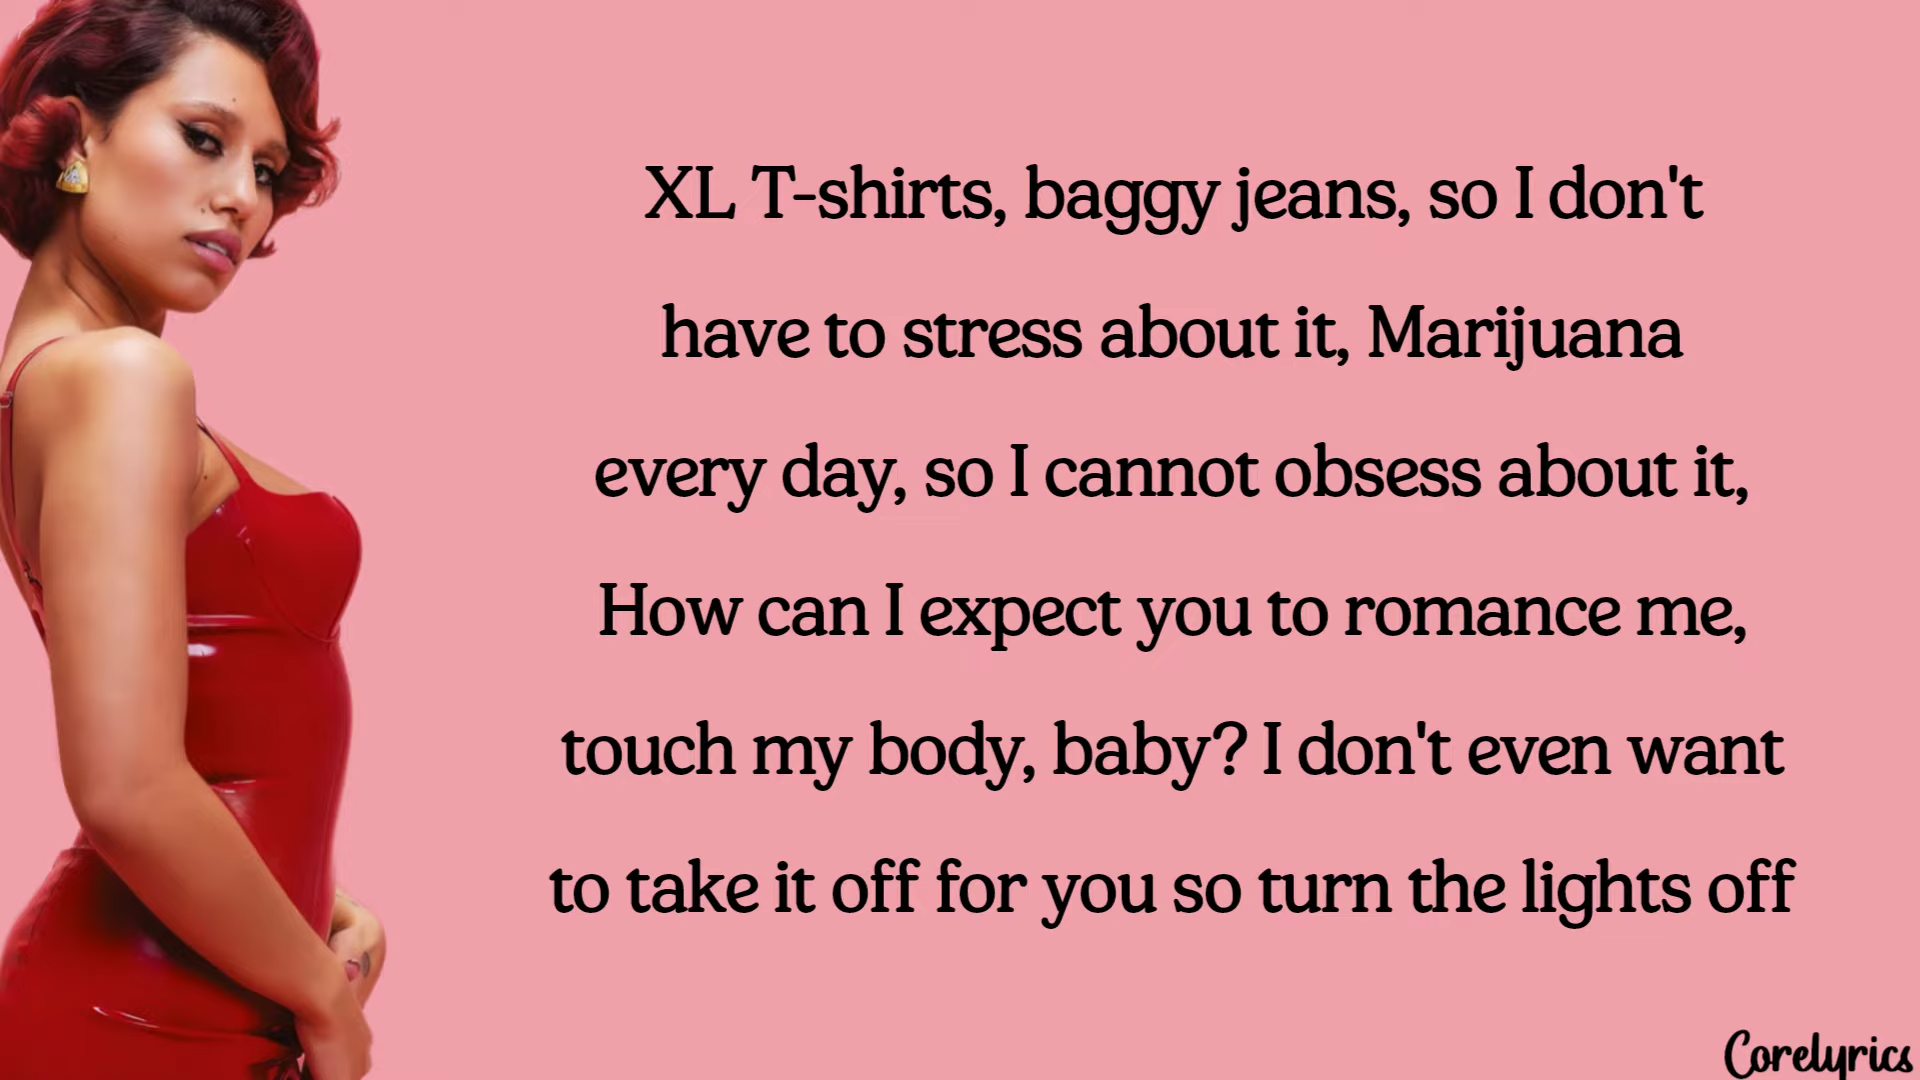 XL T-shirts, baggy jeans, so I don't
have to stress about it, Marijuana
every day, so I cannot obsess about it,
How can I expect you to romance me,
touch my body, baby? I don't even want
to take it off for you so turn the lights off
Corelyrics